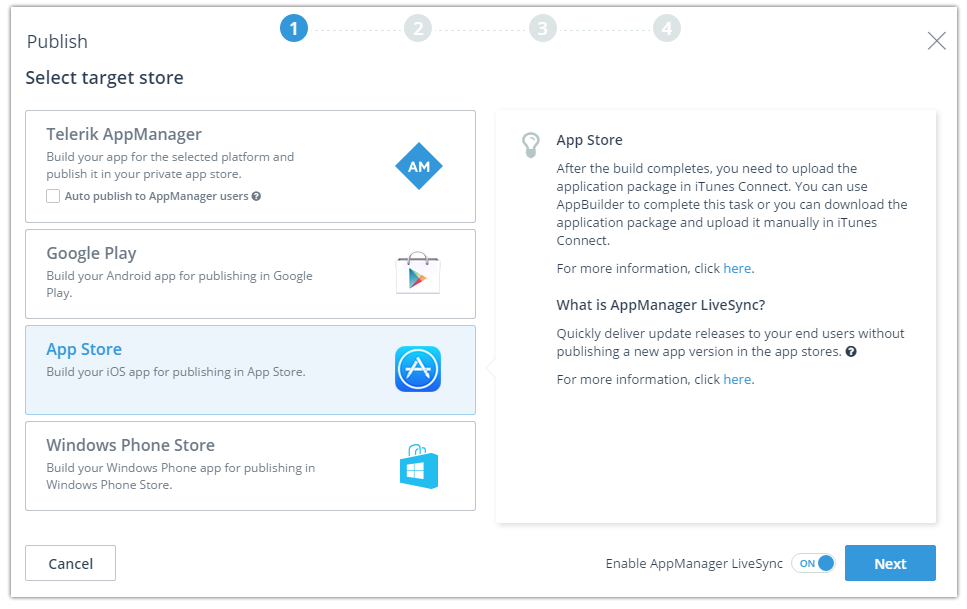 Publish
1
2
3
4
Select target store
Telerik AppManager
Build your app for the selected platform and
publish it in your private app store.
Auto publish to AppManager users ?
AM
Google Play
Build your Android app for publishing in Google
Play.
App Store
Build your iOS app for publishing in App Store.
Windows Phone Store
Build your Windows Phone app for publishing in
Windows Phone Store.
App Store
After the build completes, you need to upload the
application package in iTunes Connect. You can use
AppBuilder to complete this task or you can download the
application package and upload it manually in iTunes
Connect.
For more information, click here.
What is AppManager LiveSync?
Quickly deliver update releases to your end users without
publishing a new app version in the app stores. ?
For more information, click here.
Cancel
Enable AppManager LiveSync
ON
Next